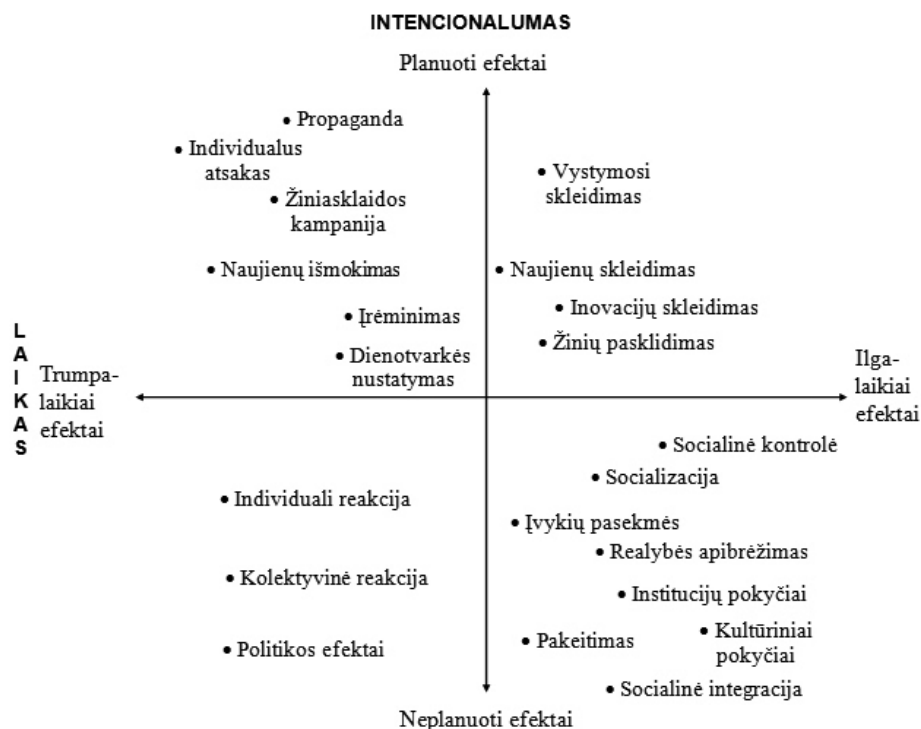 INTENCIONALUMAS
Planuoti efektai
• Propaganda
• Individualus
atsakas
• Vystymosi
skleidimas
• Žiniasklaidos
kampanija
• Naujienų išmokimas
• Naujienų skleidimas
• Inovacijų skleidimas
• Įrėminimas
• Žinių pasklidimas
• Dienotvarkės
nustatymas
LAIKAS
Trumpa-
laikiai
efektai
Ilga-
laikiai
efektai
• Socialinė kontrolė
• Socializacija
• Individuali reakcija
• Įvykių pasekmės
• Realybės apibrėžimas
• Kolektyvinė reakcija
• Institucijų pokyčiai
• Kultūriniai
pokyčiai
• Pakeitimas
• Politikos efektai
• Socialinė integracija
Neplanuoti efektai